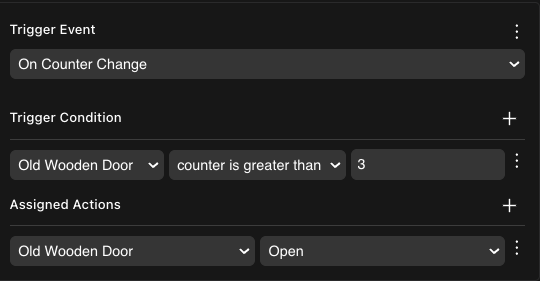 Trigger Event
On Counter Change
Trigger Condition
Old Wooden Door counter is greater than 3
Assigned Actions
Old Wooden Door Open